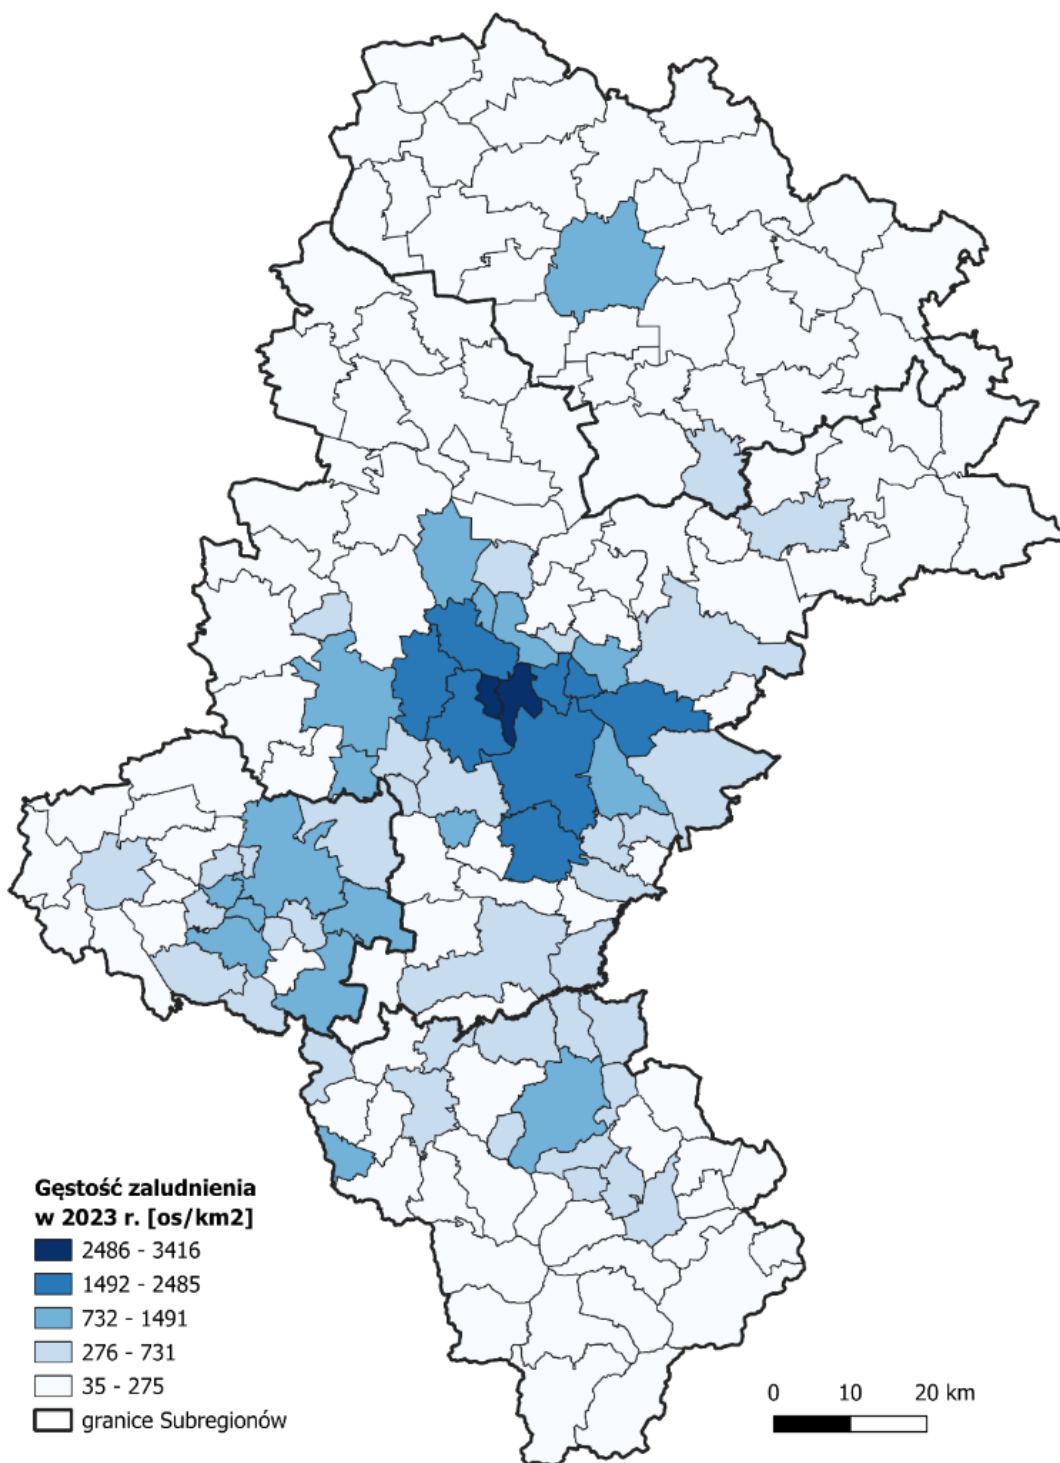 Gęstość zaludnienia
w 2023 r. [os/km2]
2486 - 3416
1492 - 2485
732 - 1491
276 - 731
35 - 275
granice Subregionów
0 10 20 km